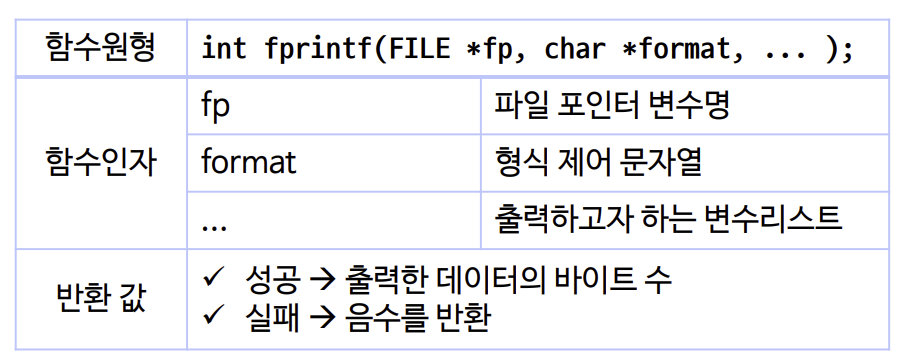 함수원형 int fprintf(FILE *fp, char *format, ... );
함수인자
fp 파일 포인터 변수명
format 형식 제어 문자열
... 출력하고자 하는 변수리스트
반환 값
✓ 성공 → 출력한 데이터의 바이트 수
✓ 실패 → 음수를 반환